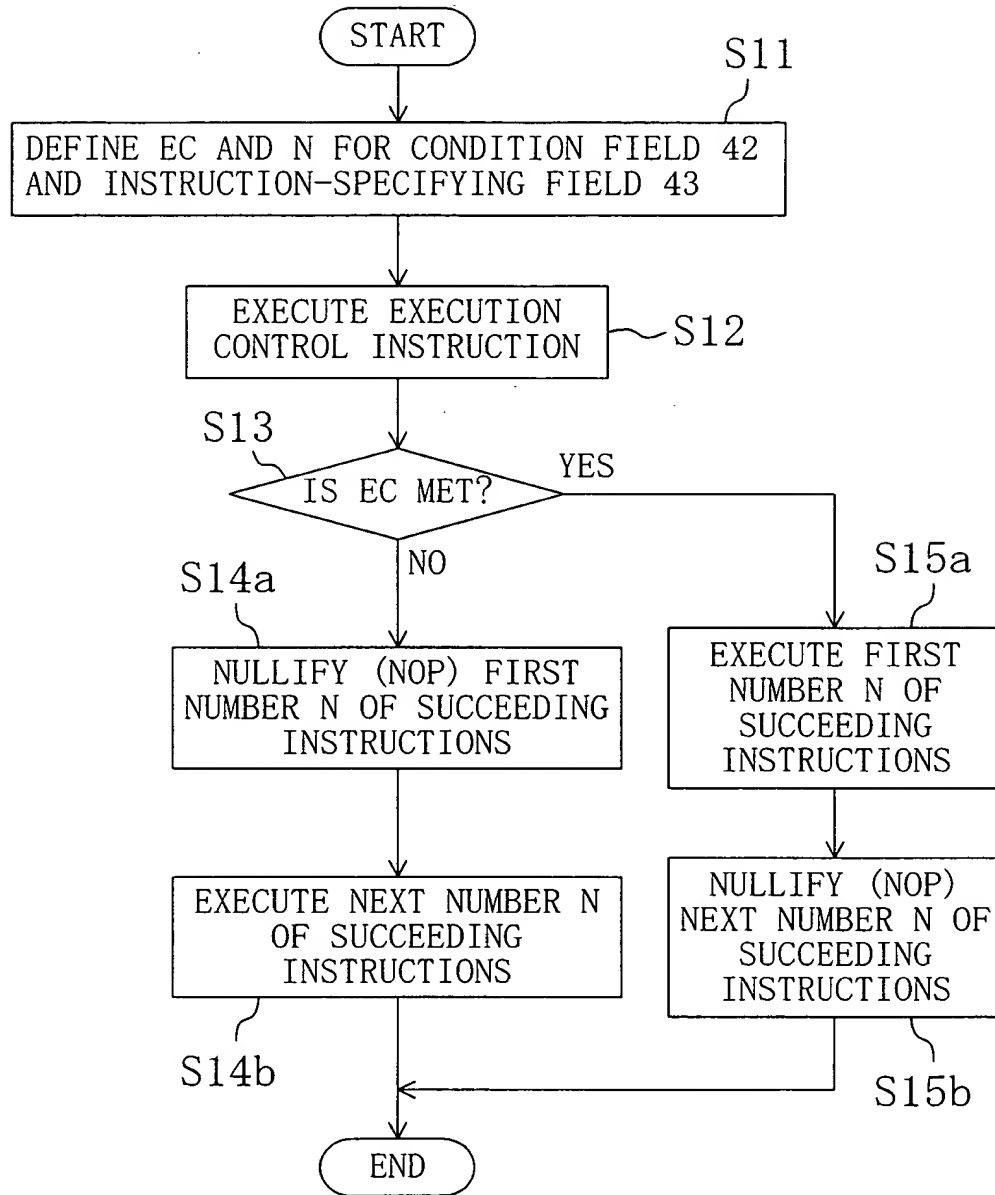 START
S11
DEFINE EC AND N FOR CONDITION FIELD 42
AND INSTRUCTION-SPECIFYING FIELD 43
EXECUTE EXECUTION
CONTROL INSTRUCTION
S12
S13
IS EC MET?
YES
NO
S14a
NULLIFY (NOP) FIRST
NUMBER N OF SUCCEEDING
INSTRUCTIONS
S15a
EXECUTE FIRST
NUMBER N OF
SUCCEEDING
INSTRUCTIONS
EXECUTE NEXT NUMBER N
OF SUCCEEDING
INSTRUCTIONS
S14b
NULLIFY (NOP)
NEXT NUMBER N OF
SUCCEEDING
INSTRUCTIONS
S15b
END